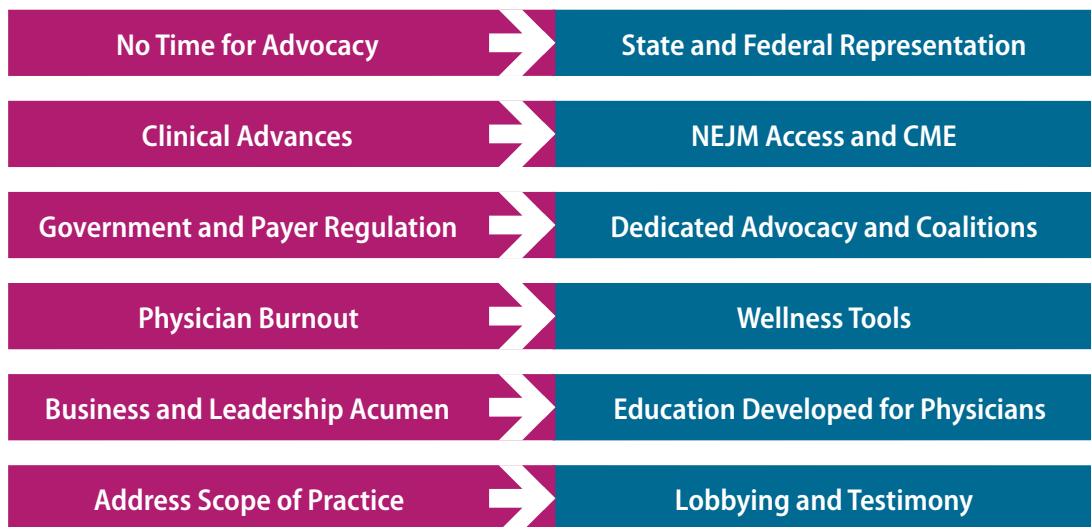 No Time for Advocacy
State and Federal Representation
Clinical Advances
NEJM Access and CME
Government and Payer Regulation
Dedicated Advocacy and Coalitions
Physician Burnout
Wellness Tools
Business and Leadership Acumen
Education Developed for Physicians
Address Scope of Practice
Lobbying and Testimony